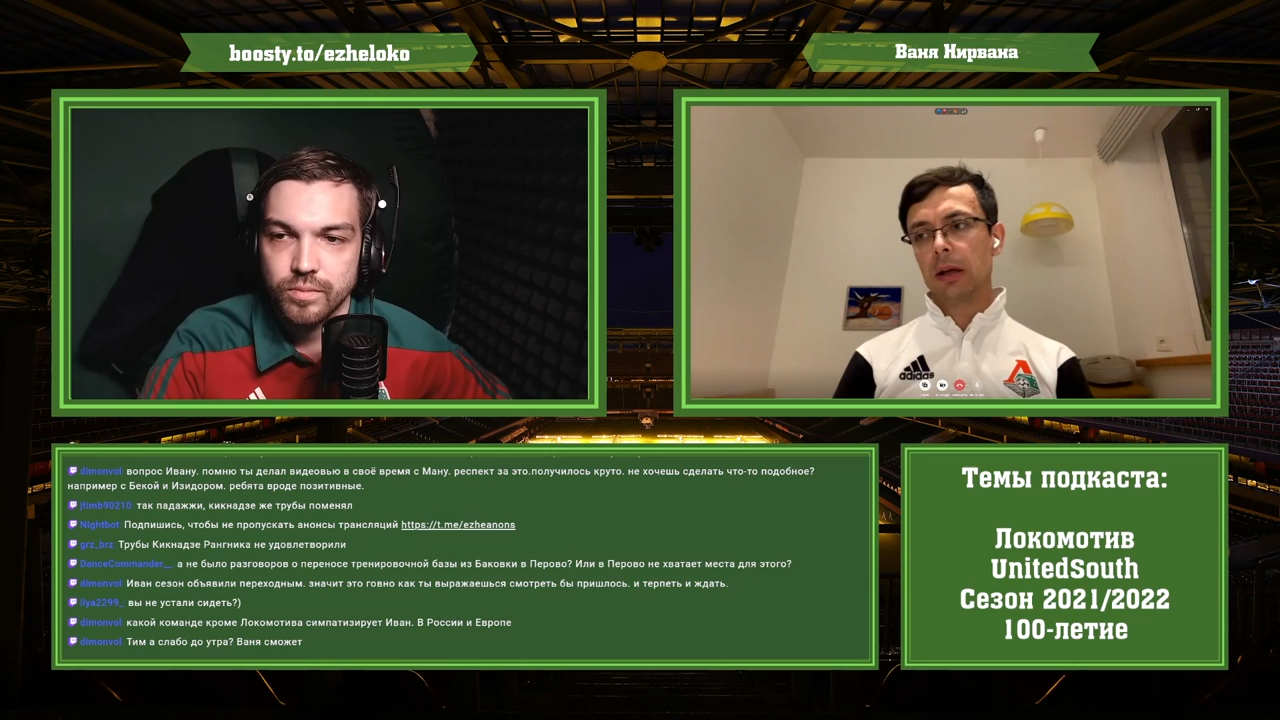 boosty.to/ezheloko
Ваня Нирвана
adidas
dimonvol: вопрос Ивану. помню ты делал видеовью в своё время с Ману. респект за это.получилось круто. не хочешь сделать что-то подобное?
например с Бекой и Изидором. ребята вроде позитивные.
jtimb90210: так падажжи, кикнадзе же трубы поменял
Nightbot: Подпишись, чтобы не пропускать анонсы трансляций https://t.me/ezheanons
grz_brz: Трубы Кикнадзе Рангника не удовлетворили
DanceCommander__: а не было разговоров о переносе тренировочной базы из Баковки в Перово? Или в Перово не хватает места для этого?
dimonvol: Иван сезон объявили переходным. значит это говно как ты выражаешься смотреть бы пришлось. и терпеть и ждать.
ilya2299_: вы не устали сидеть?)
dimonvol: какой команде кроме Локомотива симпатизирует Иван. В России и Европе
dimonvol: Тим а слабо до утра? Ваня сможет
Темы подкаста:
Локомотив
UnitedSouth
Сезон 2021/2022
100-летие